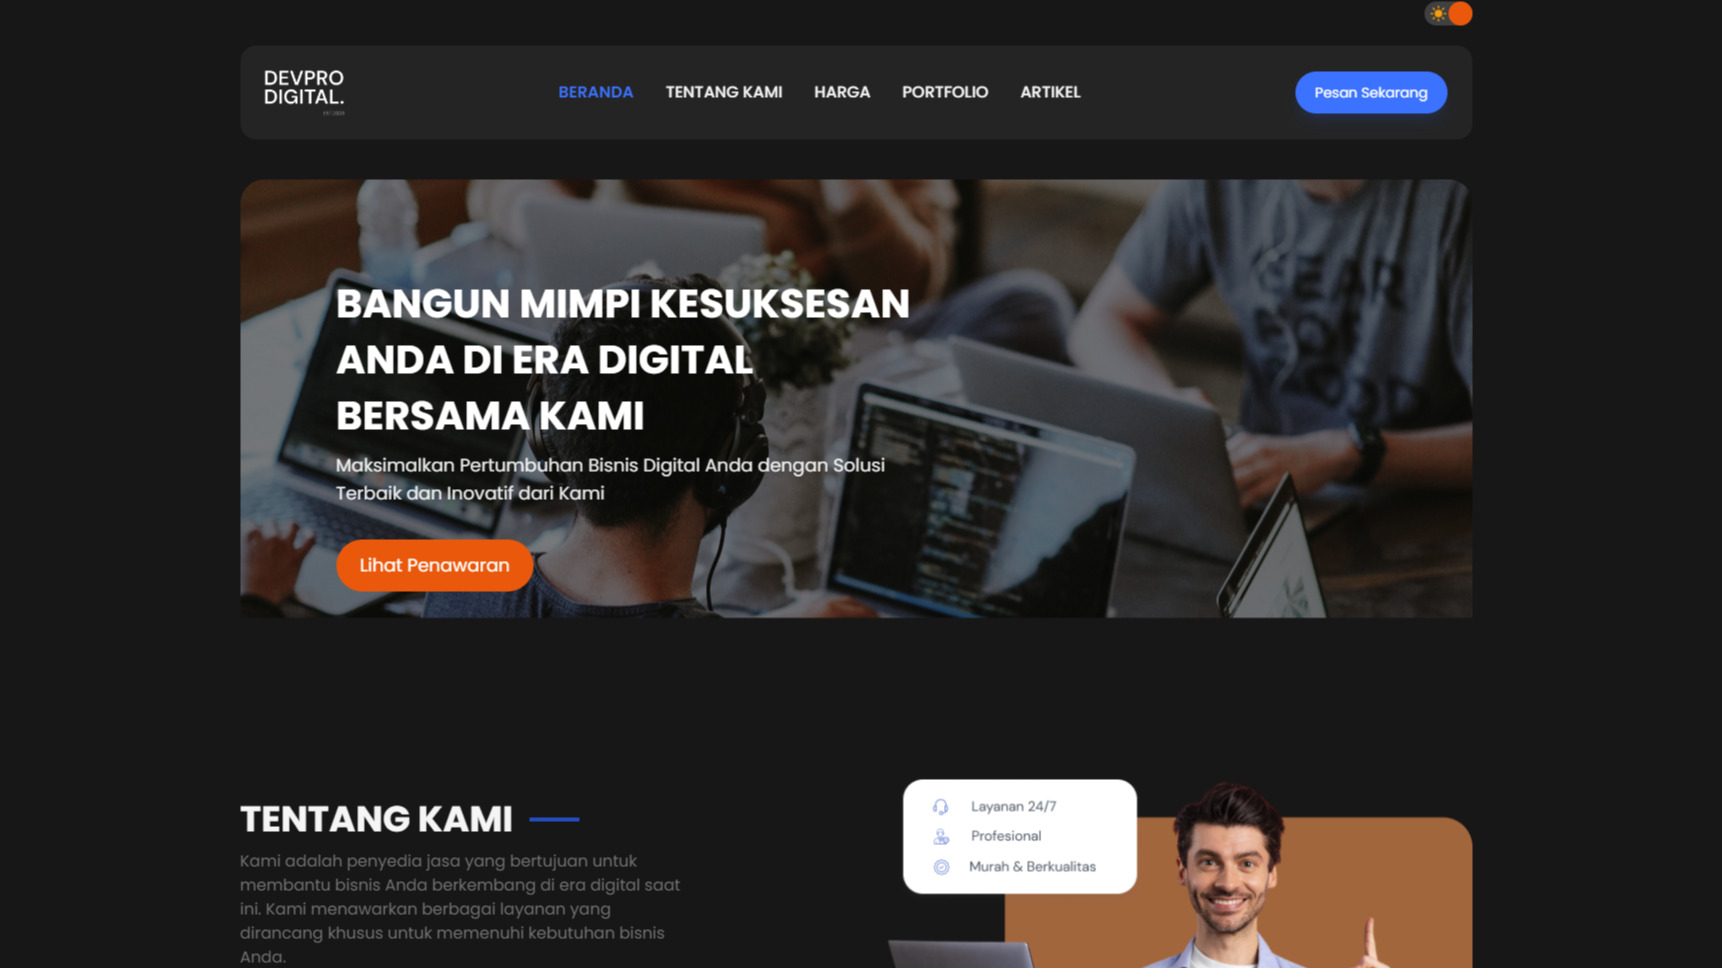 DEVPRO
DIGITAL.
BERANDA
TENTANG KAMI
HARGA
PORTFOLIO
ARTIKEL
Pesan Sekarang
BANGUN MIMPI KESUKSESAN
ANDA DI ERA DIGITAL
BERSAMA KAMI
Maksimalkan Pertumbuhan Bisnis Digital Anda dengan Solusi
Terbaik dan Inovatif dari Kami
Lihat Penawaran
TENTANG KAMI
Kami adalah penyedia jasa yang bertujuan untuk
membantu bisnis Anda berkembang di era digital saat
ini. Kami menawarkan berbagai layanan yang
dirancang khusus untuk memenuhi kebutuhan bisnis
Anda.
Layanan 24/7
Profesional
Murah & Berkualitas